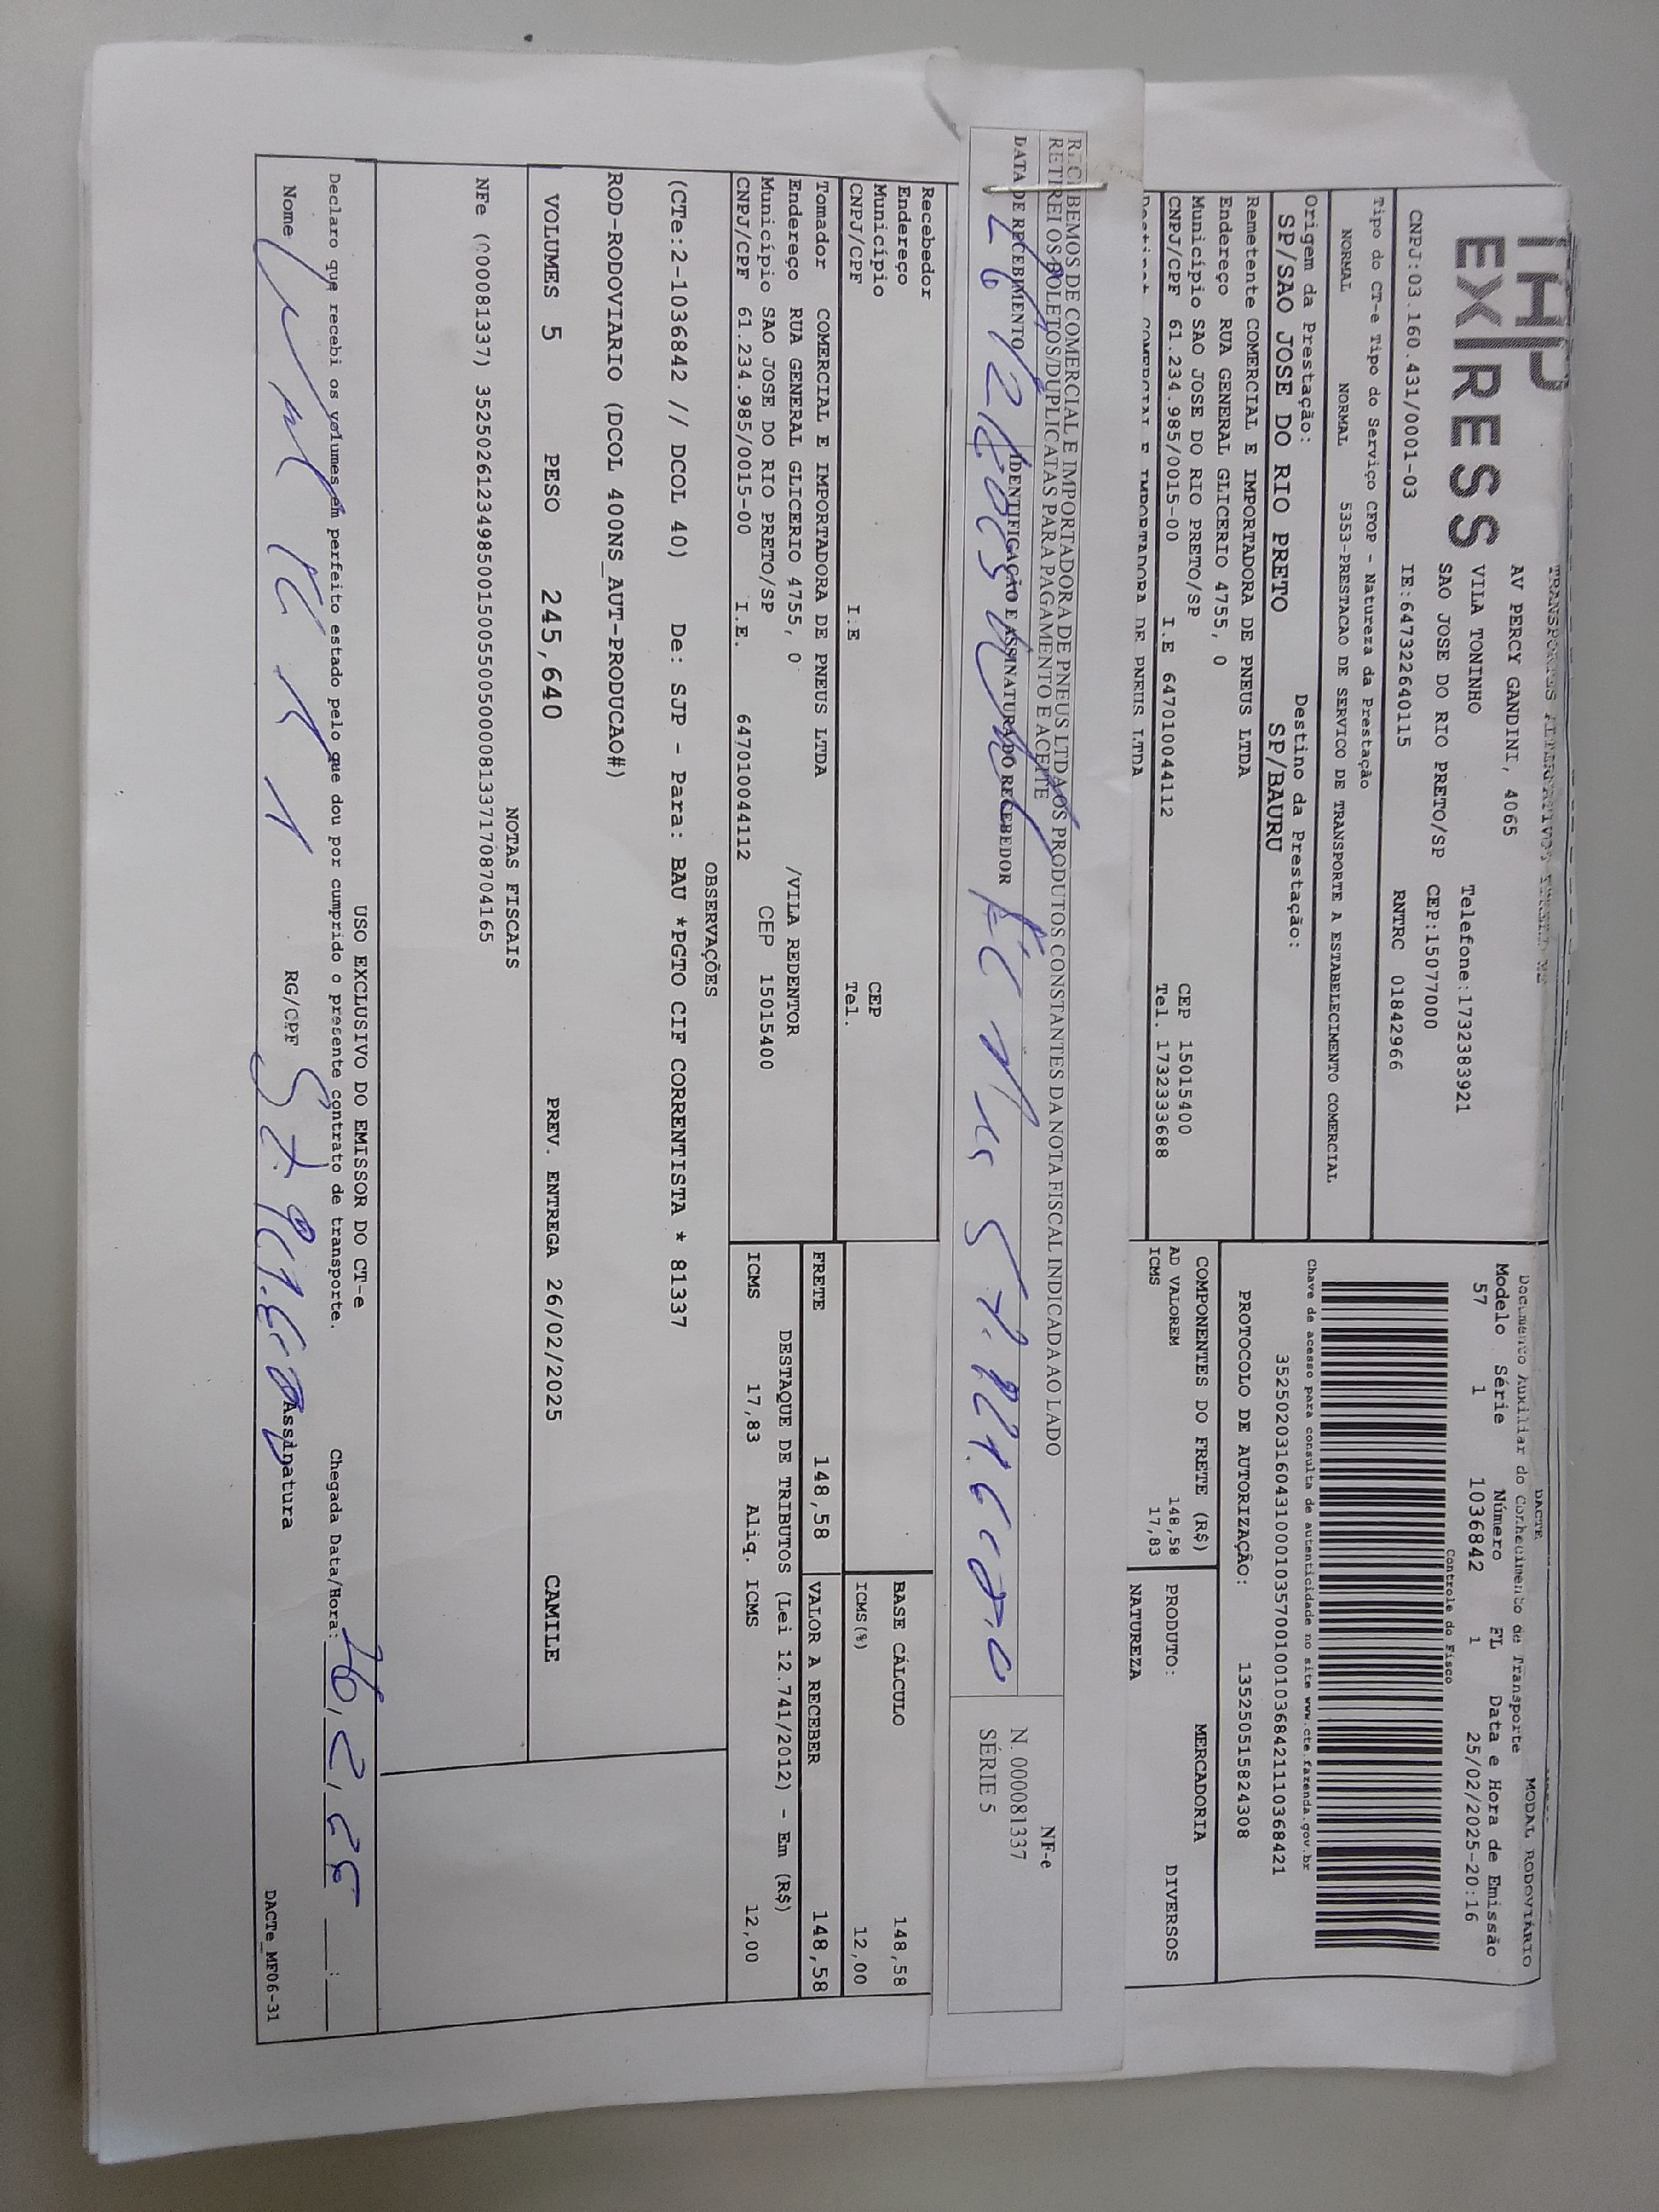 THP
EX|RESS
AV PERCY GANDINI, 4065
VILA TONINHO Telefone:1732383921
SAO JOSE DO RIO PRETO/SP CEP:15077000
CNPJ:03.160.431/0001-03 IE:647322640115 RNTRC 01842966
Tipo do CT-e Tipo do Serviço CFOP - Natureza da Prestação
NORMAL NORMAL 5353-PRESTACAO DE SERVICO DE TRANSPORTE A ESTABELECIMENTO COMERCIAL
Origem da Prestação: Destino da Prestação:
SP/SAO JOSE DO RIO PRETO SP/BAURU
Remetente COMERCIAL E IMPORTADORA DE PNEUS LTDA
Endereço RUA GENERAL GLICERIO 4755, 0
Município SAO JOSE DO RIO PRETO/SP CEP 15015400
CNPJ/CPF 61.234.985/0015-00 I.E 647010044112 Tel. 1732333688
COMERCIAL E IMPORTADORA DE PNEUS LTDA
DACTE MODAL RODOVIÁRIO
Documento Auxiliar do Conhecimento de Transporte
Modelo Série Número FL Data e Hora de Emissão
57 1 1036842 1 25/02/2025-20:16
Controle do Fisco
Chave de acesso para consulta de autenticidade no site www.cte.fazenda.gov.br
35250203160431000103570010010368421110368421
PROTOCOLO DE AUTORIZAÇÃO: 135250515824308
COMPONENTES DO FRETE (R$) MERCADORIA
AD VALOREM 148,58 PRODUTO: DIVERSOS
ICMS 17,83 NATUREZA
RECEBEMOS DE COMERCIAL E IMPORTADORA DE PNEUS LTDA OS PRODUTOS CONSTANTES DA NOTA FISCAL INDICADA AO LADO
RETIREI OS BOLETOS/DUPLICATAS PARA PAGAMENTO E ACEITE
DATA DE RECEBIMENTO IDENTIFICAÇÃO E ASSINATURA DO RECEBEDOR
NF-e
N. 000081337
SÉRIE 5
Recebedor
Endereço
Município CEP
CNPJ/CPF I.E Tel.
BASE CÁLCULO 148,58
ICMS(%) 12,00
Tomador COMERCIAL E IMPORTADORA DE PNEUS LTDA
Endereço RUA GENERAL GLICERIO 4755, 0 /VILA REDENTOR
Município SAO JOSE DO RIO PRETO/SP CEP 15015400
CNPJ/CPF 61.234.985/0015-00 I.E. 647010044112
FRETE 148,58 VALOR A RECEBER 148,58
DESTAQUE DE TRIBUTOS (Lei 12.741/2012) - Em (R$)
ICMS 17,83 Aliq. ICMS 12,00
OBSERVAÇÕES
(CTe:2-1036842 // DCOL 40) De: SJP - Para: BAU *PGTO CIF CORRENTISTA * 81337
ROD-RODOVIARIO (DCOL 400NS_AUT-PRODUCAO#)
VOLUMES 5 PESO 245,640 PREV. ENTREGA 26/02/2025 CAMILE
NOTAS FISCAIS
NFe (000081337) 35250261234985001500550050000813371708704165
USO EXCLUSIVO DO EMISSOR DO CT-e
Declaro que recebi os volumes em perfeito estado pelo que dou por cumprido o presente contrato de transporte. Chegada Data/Hora: 26,2,25 :
Nome RG/CPF Assinatura
DACTe_MF06-31